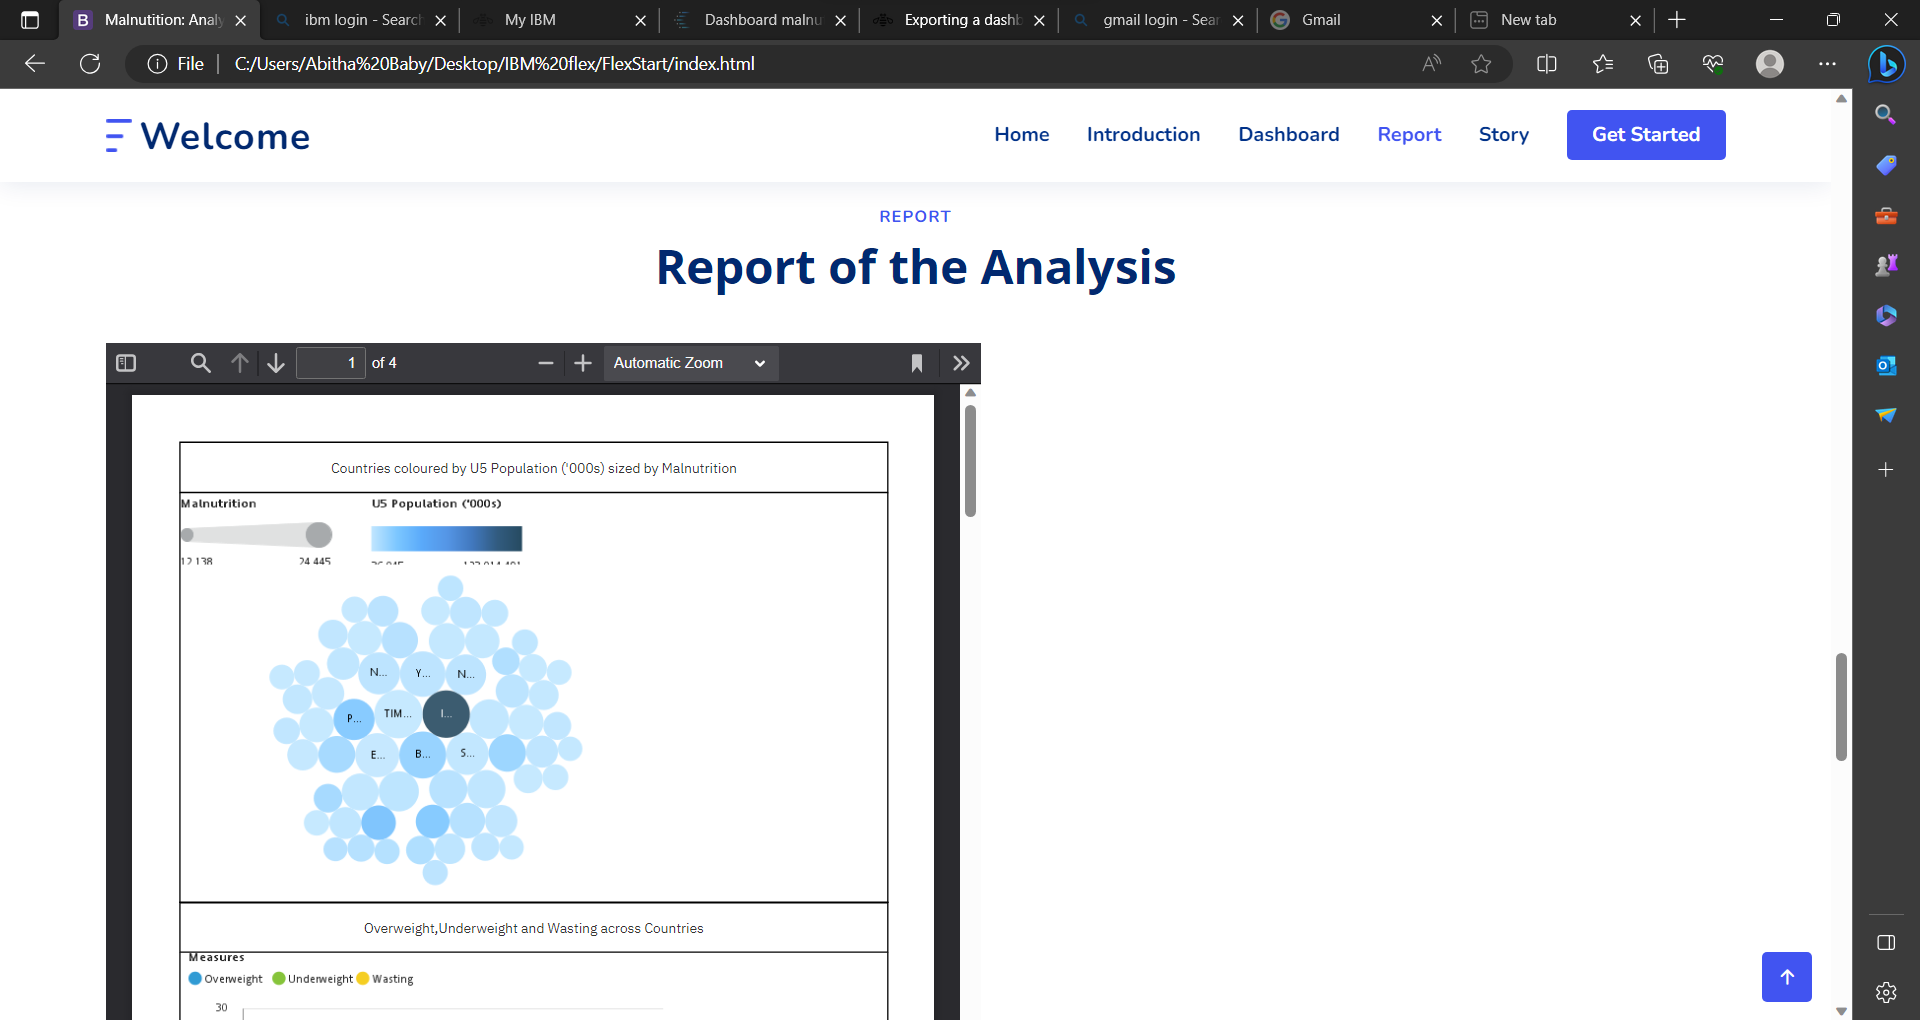 Malnutition: Analy
ibm login - Search
My IBM
Dashboard malnu
Exporting a dashb
gmail login - Sear
Gmail
New tab
File
C:/Users/Abitha%20Baby/Desktop/IBM%20flex/FlexStart/index.html
Welcome
Home
Introduction
Dashboard
Report
Story
Get Started
REPORT
Report of the Analysis
1 of 4
Automatic Zoom
Countries coloured by U5 Population ('000s) sized by Malnutrition
Malnutrition
U5 Population ('000s)
12 138
24 445
N...
Y...
N...
P...
TIM...
I...
E...
B...
S...
Overweight,Underweight and Wasting across Countries
Measures
Overweight
Underweight
Wasting
30